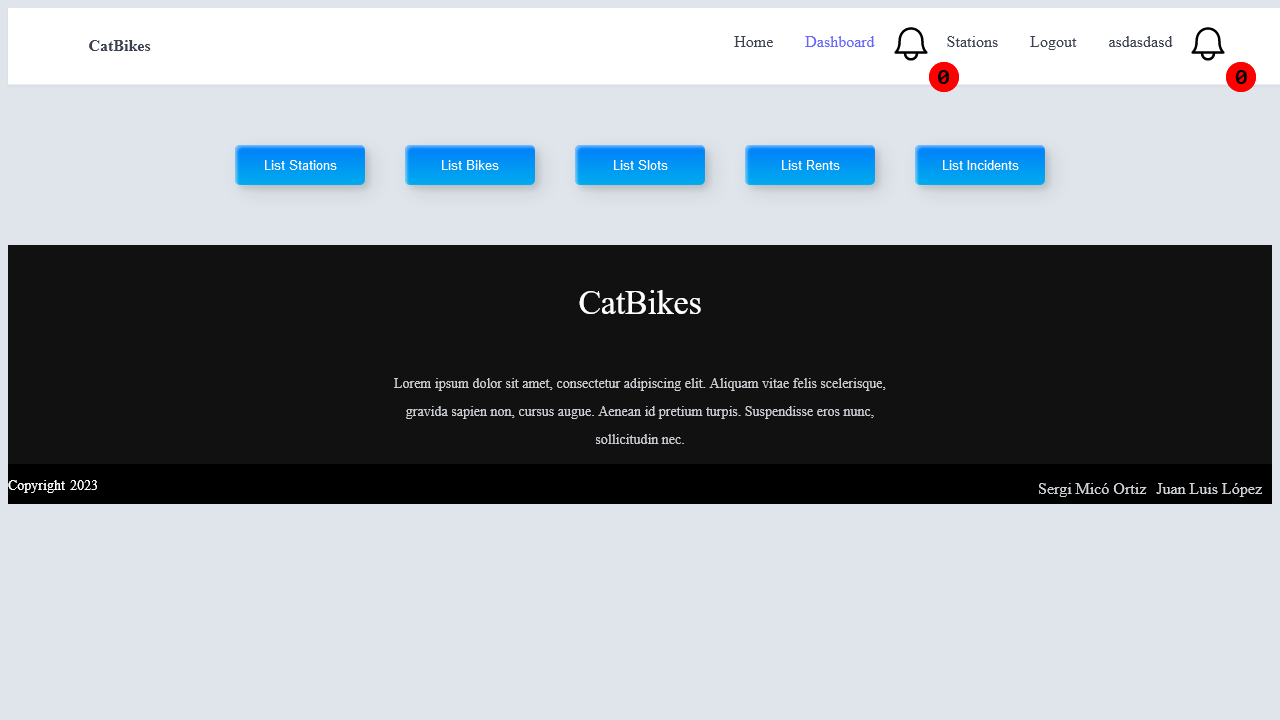 CatBikes
Home Dashboard 0 Stations Logout asdasdasd 0
List Stations List Bikes List Slots List Rents List Incidents
CatBikes
Lorem ipsum dolor sit amet, consectetur adipiscing elit. Aliquam vitae felis scelerisque,
gravida sapien non, cursus augue. Aenean id pretium turpis. Suspendisse eros nunc,
sollicitudin nec.
Copyright 2023
Sergi Micó Ortiz Juan Luis López